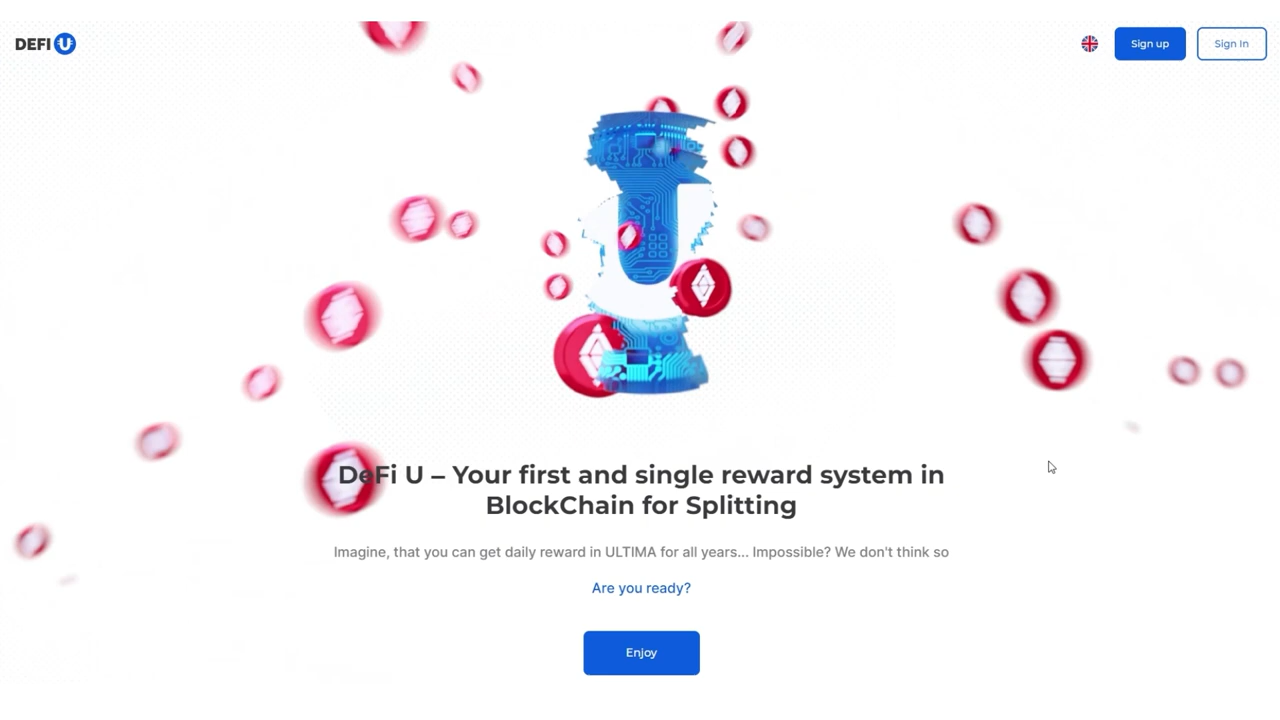 DEFI U
Sign up
Sign In
DeFi U – Your first and single reward system in
BlockChain for Splitting
Imagine, that you can get daily reward in ULTIMA for all years... Impossible? We don't think so
Are you ready?
Enjoy